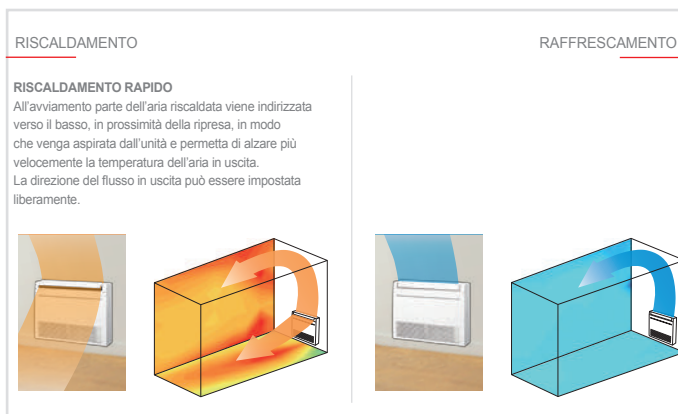 RISCALDAMENTO
RAFFRESCAMENTO
RISCALDAMENTO RAPIDO
All'avviamento parte dell'aria riscaldata viene indirizzata
verso il basso, in prossimità della ripresa, in modo
che venga aspirata dall'unità e permetta di alzare più
velocemente la temperatura dell'aria in uscita.
La direzione del flusso in uscita può essere impostata
liberamente.